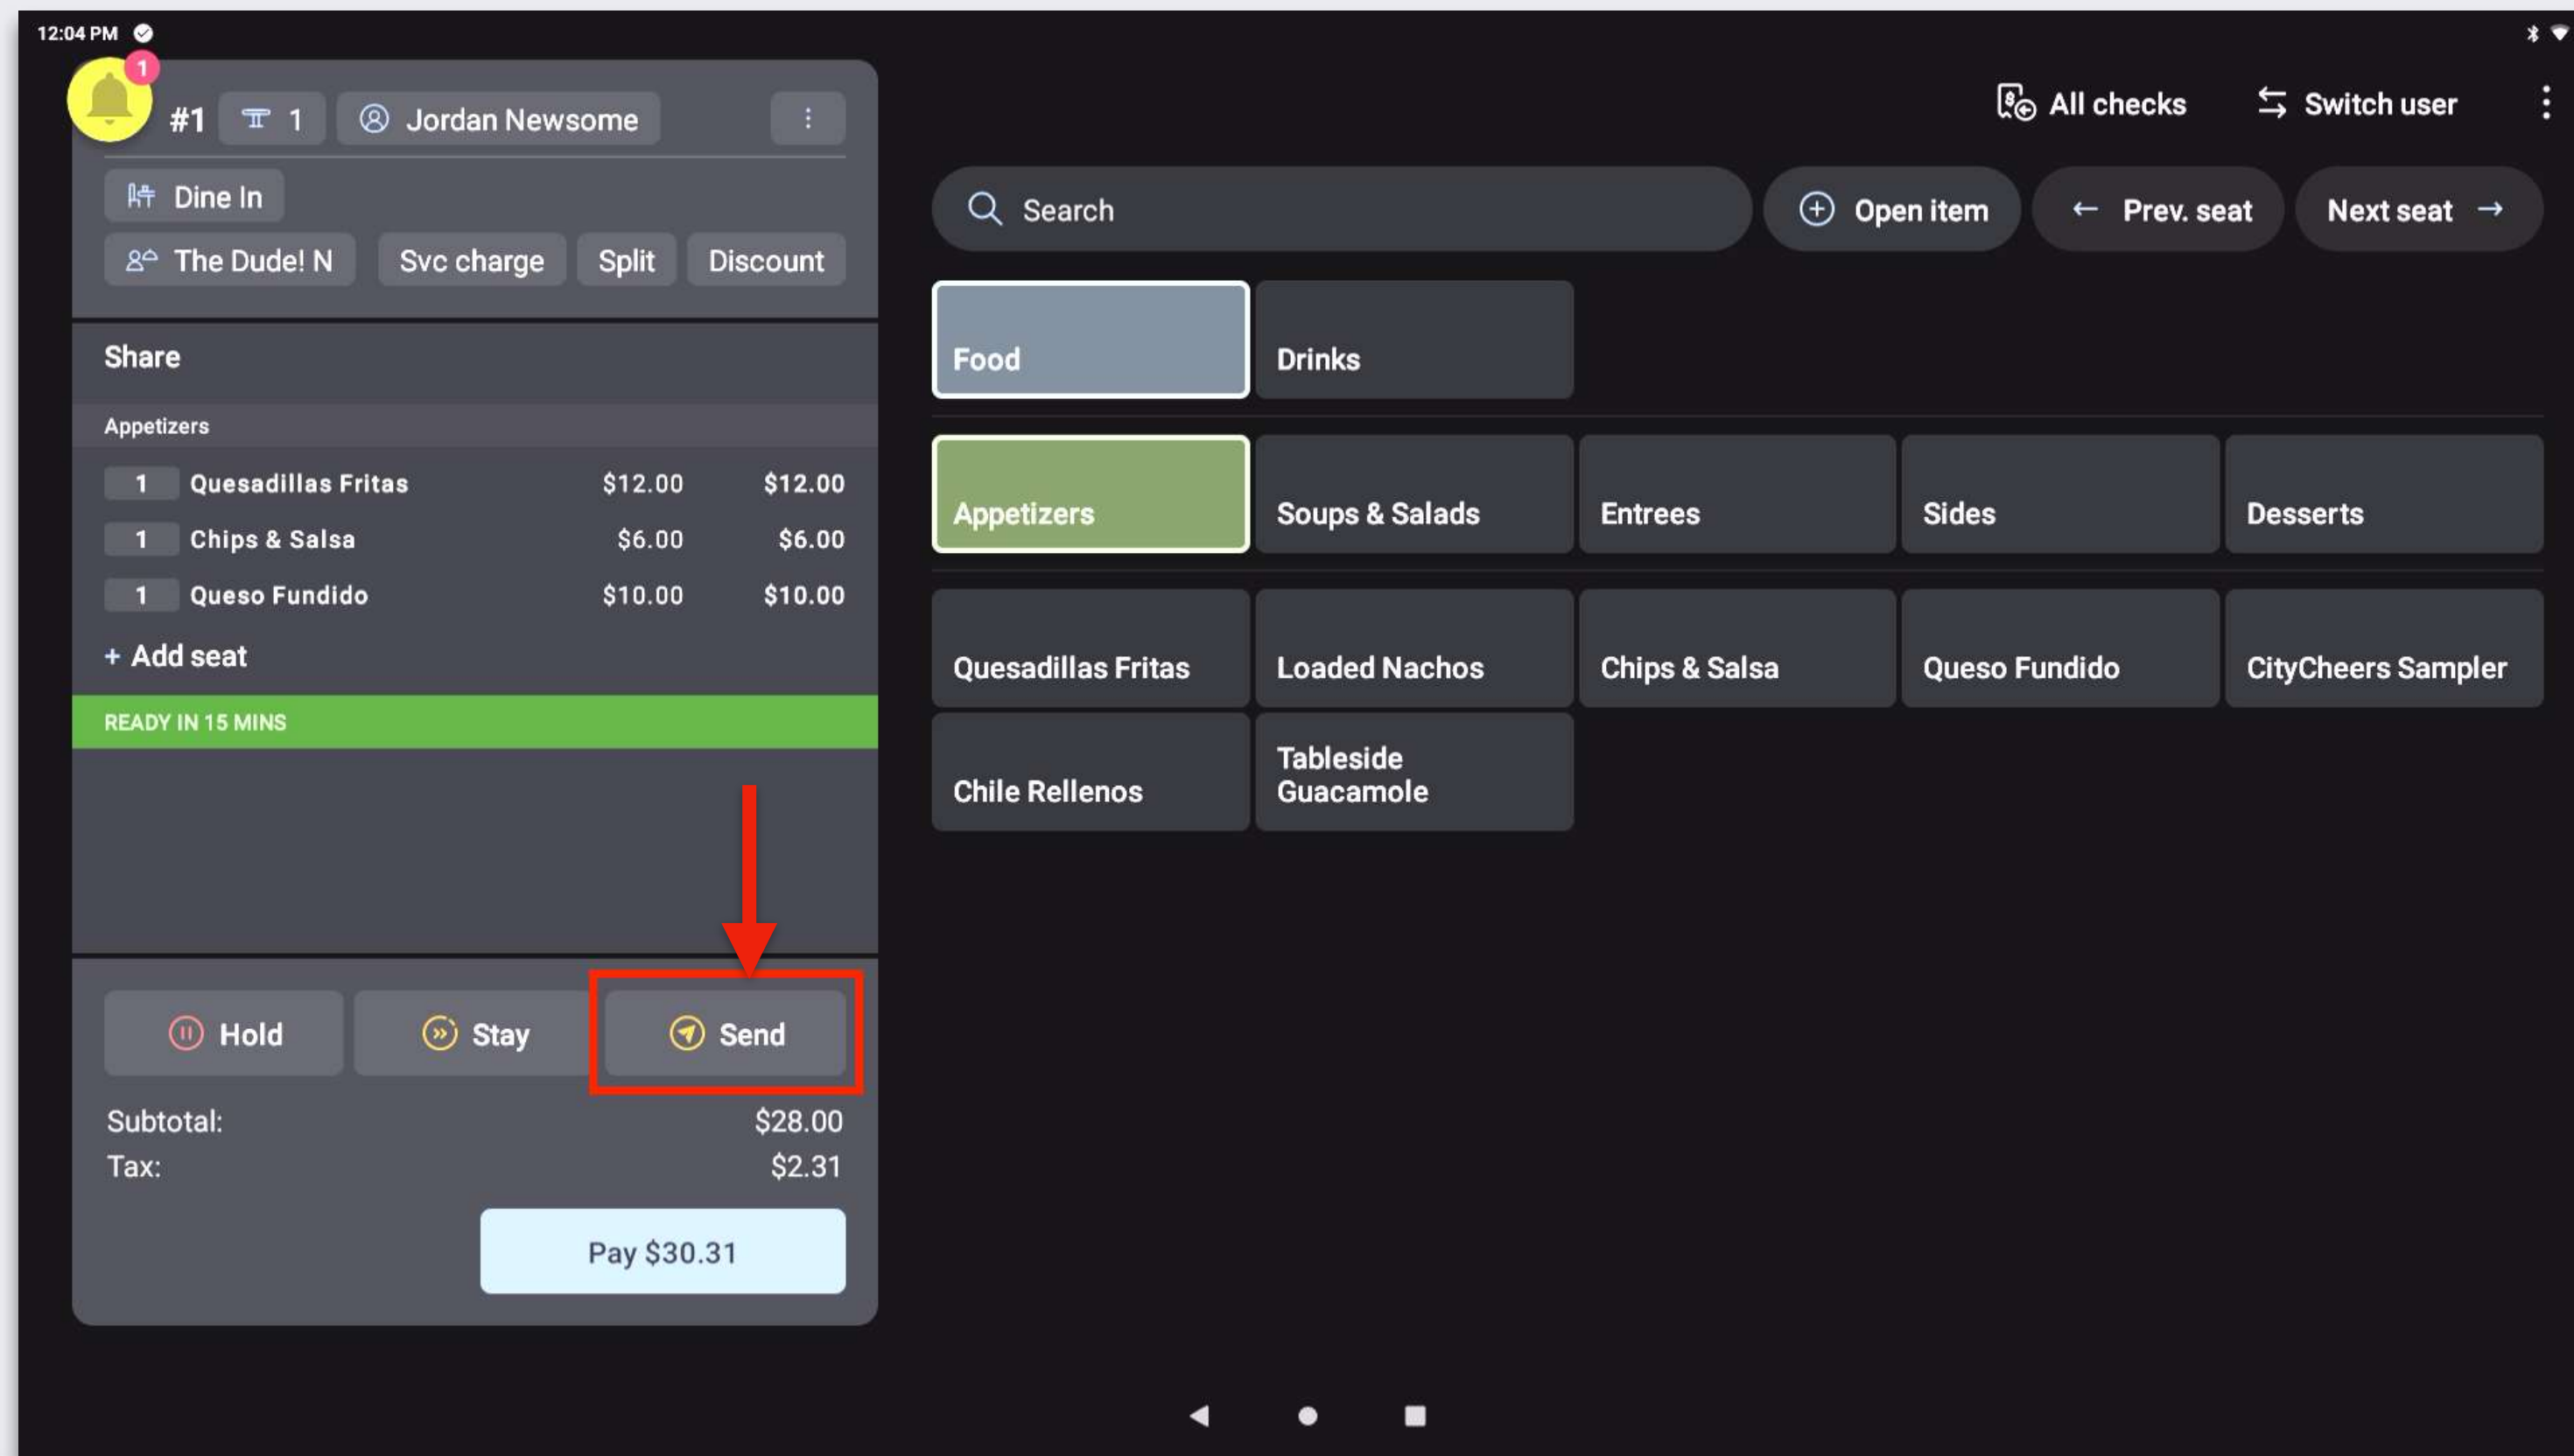 12:04 PM
1
#1 1 Jordan Newsome
Dine In
The Dude! N Svc charge Split Discount
Share
Appetizers
1 Quesadillas Fritas $12.00 $12.00
1 Chips & Salsa $6.00 $6.00
1 Queso Fundido $10.00 $10.00
+ Add seat
READY IN 15 MINS
Hold Stay Send
Subtotal: $28.00
Tax: $2.31
Pay $30.31
All checks Switch user
Search Open item ← Prev. seat Next seat →
Food Drinks
Appetizers Soups & Salads Entrees Sides Desserts
Quesadillas Fritas Loaded Nachos Chips & Salsa Queso Fundido CityCheers Sampler
Chile Rellenos Tableside
Guacamole